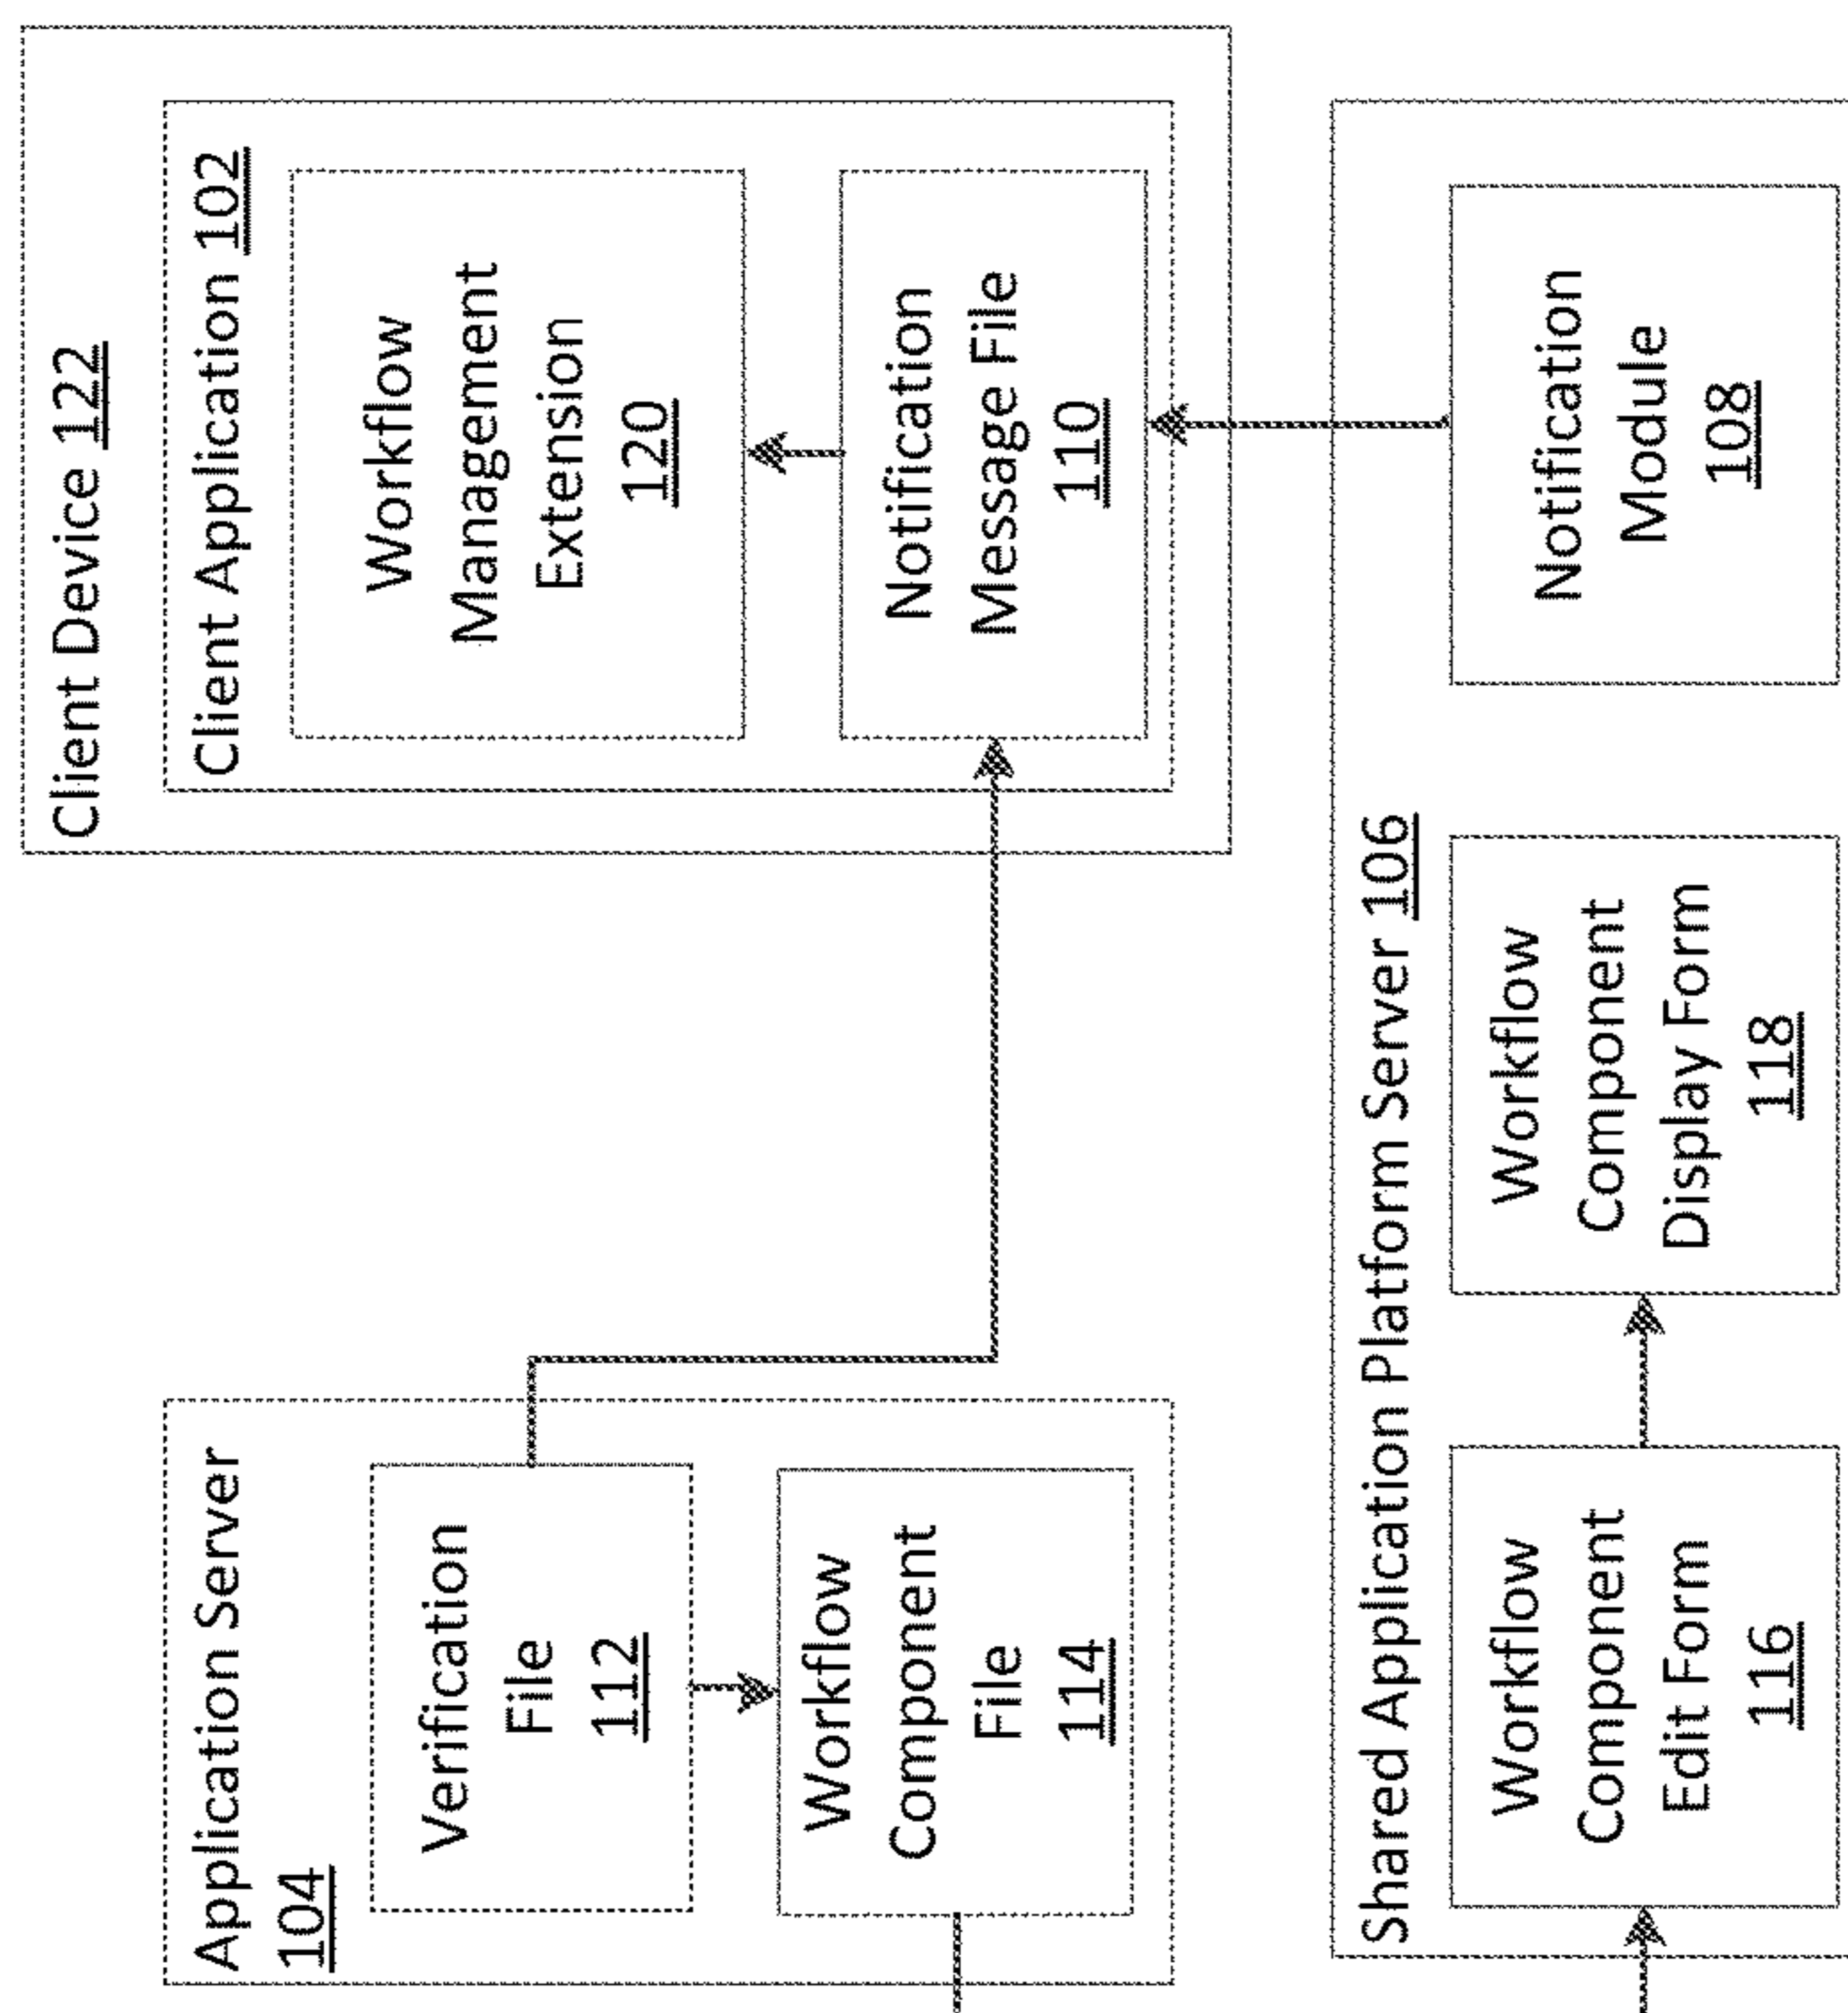 Client Device 122
Client Application 102
Workflow
Management
Extension
120
Notification
Message File
110
Application Server
104
Verification
File
112
Workflow
Component
File
114
Shared Application Platform Server 106
Workflow
Component
Edit Form
116
Workflow
Component
Display Form
118
Notification
Module
108